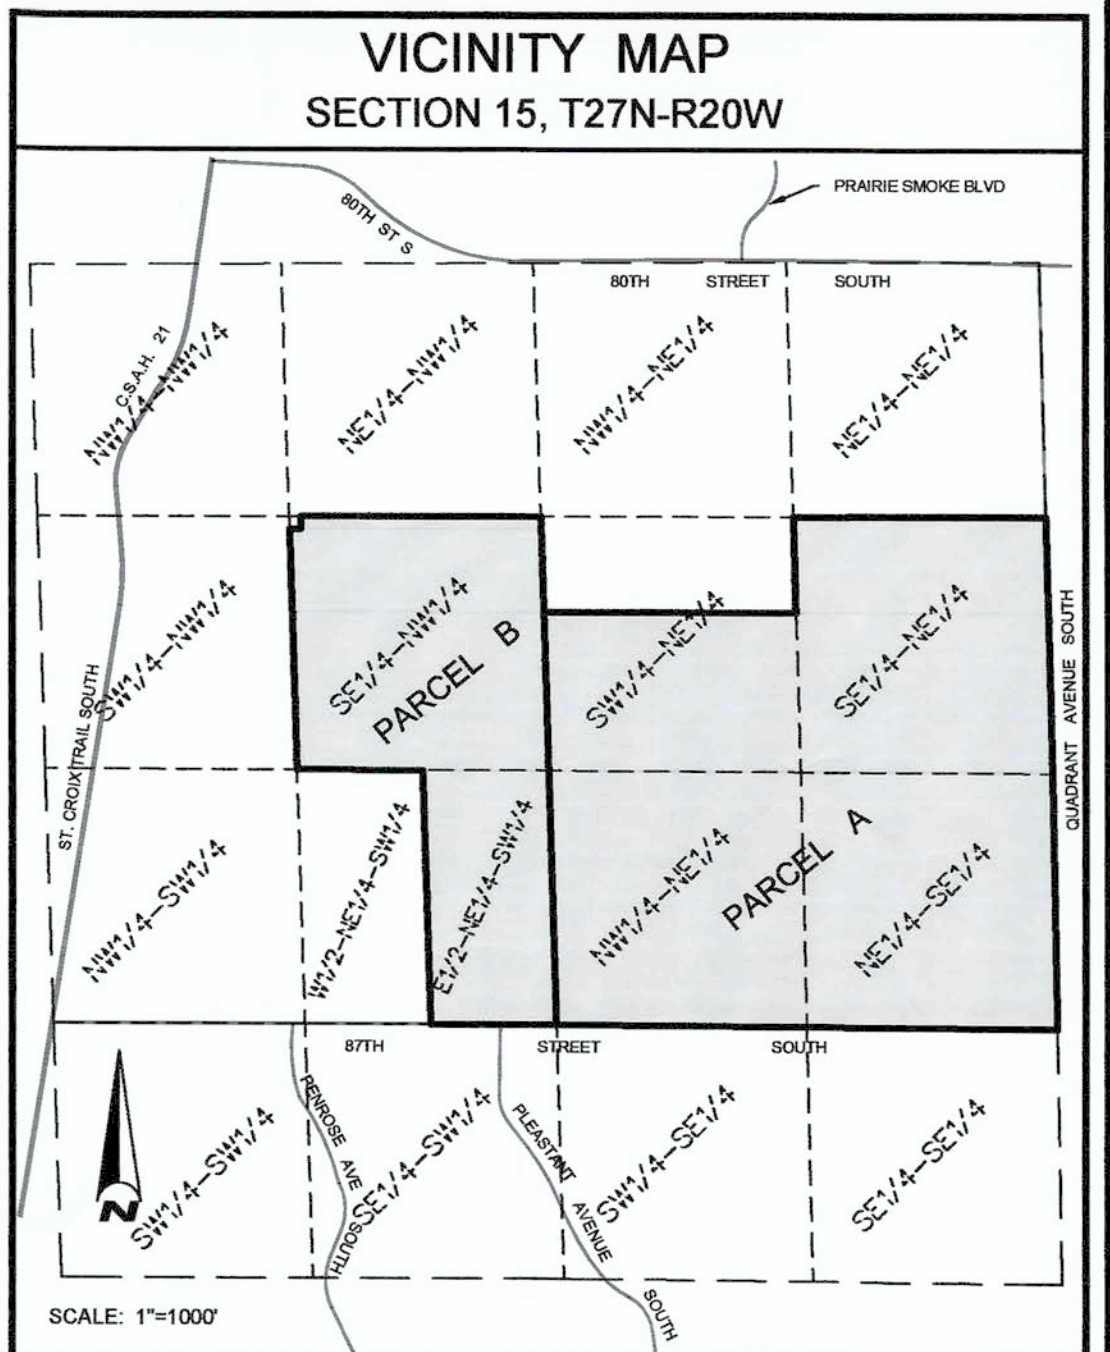 VICINITY MAP
SECTION 15, T27N-R20W
PRAIRIE SMOKE BLVD
80TH ST S
80TH STREET SOUTH
C.S.A.H. 21
NW1/4-NW1/4
NE1/4-NW1/4
NW1/4-NE1/4
NE1/4-NE1/4
SW1/4-NW1/4
SE1/4-NW1/4
PARCEL B
SW1/4-NE1/4
SE1/4-NE1/4
QUADRANT AVENUE SOUTH
ST. CROIX TRAIL SOUTH
NW1/4-SW1/4
W1/2-NE1/4-SW1/4
E1/2-NE1/4-SW1/4
NW1/4-NE1/4
PARCEL A
NE1/4-SE1/4
87TH STREET SOUTH
PENROSE AVE SOUTH
PLEASTANT AVENUE SOUTH
SW1/4-SW1/4
SE1/4-SW1/4
SW1/4-SE1/4
SE1/4-SE1/4
N
SCALE: 1"=1000'